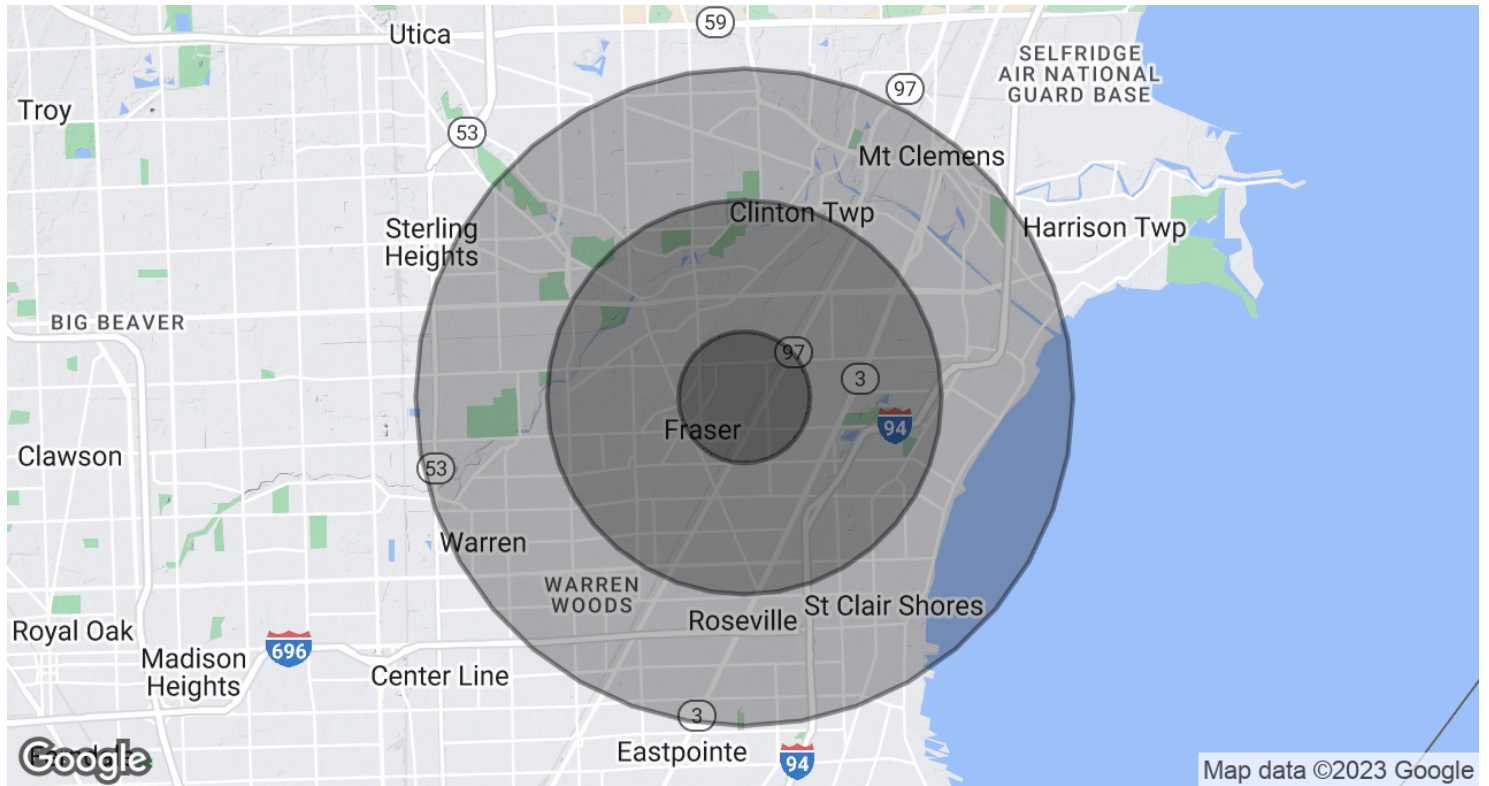 59
Utica
SELFRIDGE
AIR NATIONAL
GUARD BASE
97
Troy
53
Mt Clemens
Clinton Twp
Sterling
Heights
Harrison Twp
BIG BEAVER
97
3
94
Fraser
Clawson
53
Warren
WARREN
WOODS
St Clair Shores
Roseville
Royal Oak
696
Madison
Heights
Center Line
3
Eastpointe
94
Google
Map data ©2023 Google